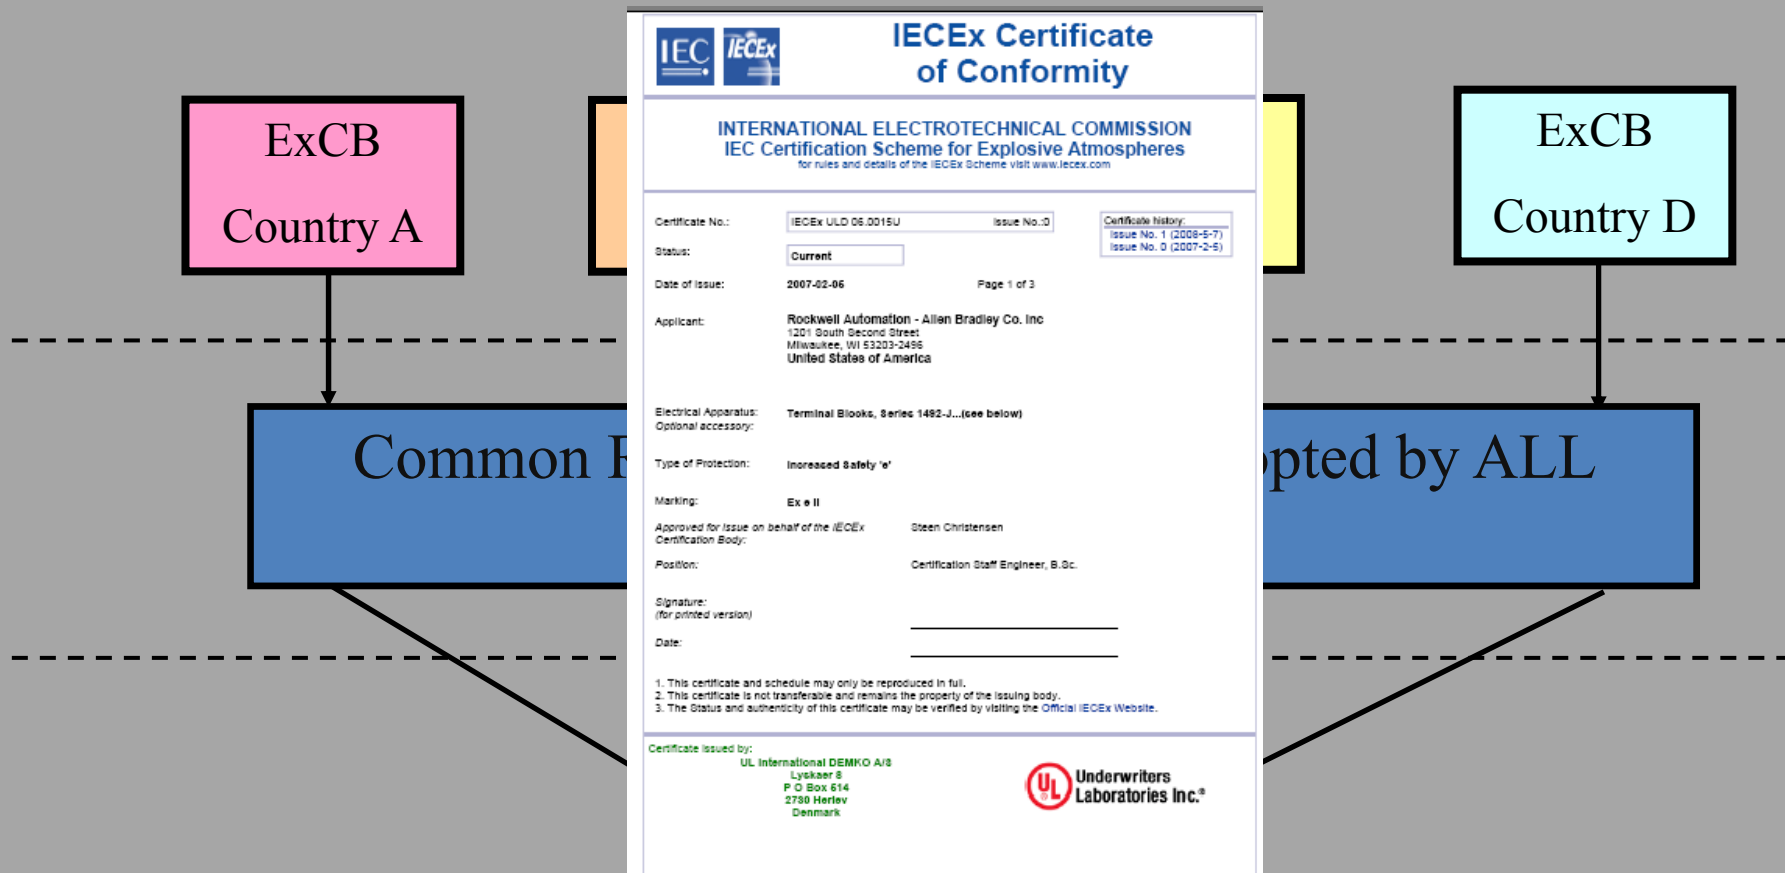 ExCB
Country A
ExCB
Country D
Common
opted by ALL
IEC IECEx
IECEx Certificate
of Conformity
INTERNATIONAL ELECTROTECHNICAL COMMISSION
IEC Certification Scheme for Explosive Atmospheres
for rules and details of the IECEx Scheme visit www.iecex.com
Certificate No.: IECEx ULD 06.0015U Issue No.:0
Certificate history:
Issue No. 1 (2008-5-7)
Issue No. 0 (2007-2-5)
Status: Current
Date of Issue: 2007-02-05 Page 1 of 3
Applicant: Rockwell Automation - Allen Bradley Co. Inc
1201 South Second Street
Milwaukee, WI 53203-2496
United States of America
Electrical Apparatus: Terminal Blocks, Series 1492-J...(see below)
Optional accessory:
Type of Protection: Increased Safety 'e'
Marking: Ex e II
Approved for issue on behalf of the IECEx Steen Christensen
Certification Body:
Position: Certification Staff Engineer, B.Sc.
Signature:
(for printed version)
Date:
1. This certificate and schedule may only be reproduced in full.
2. This certificate is not transferable and remains the property of the issuing body.
3. The Status and authenticity of this certificate may be verified by visiting the Official IECEx Website.
Certificate issued by:
UL International DEMKO A/S
Lyskaer 8
P O Box 514
2730 Herlev
Denmark
UL
Underwriters
Laboratories Inc.®